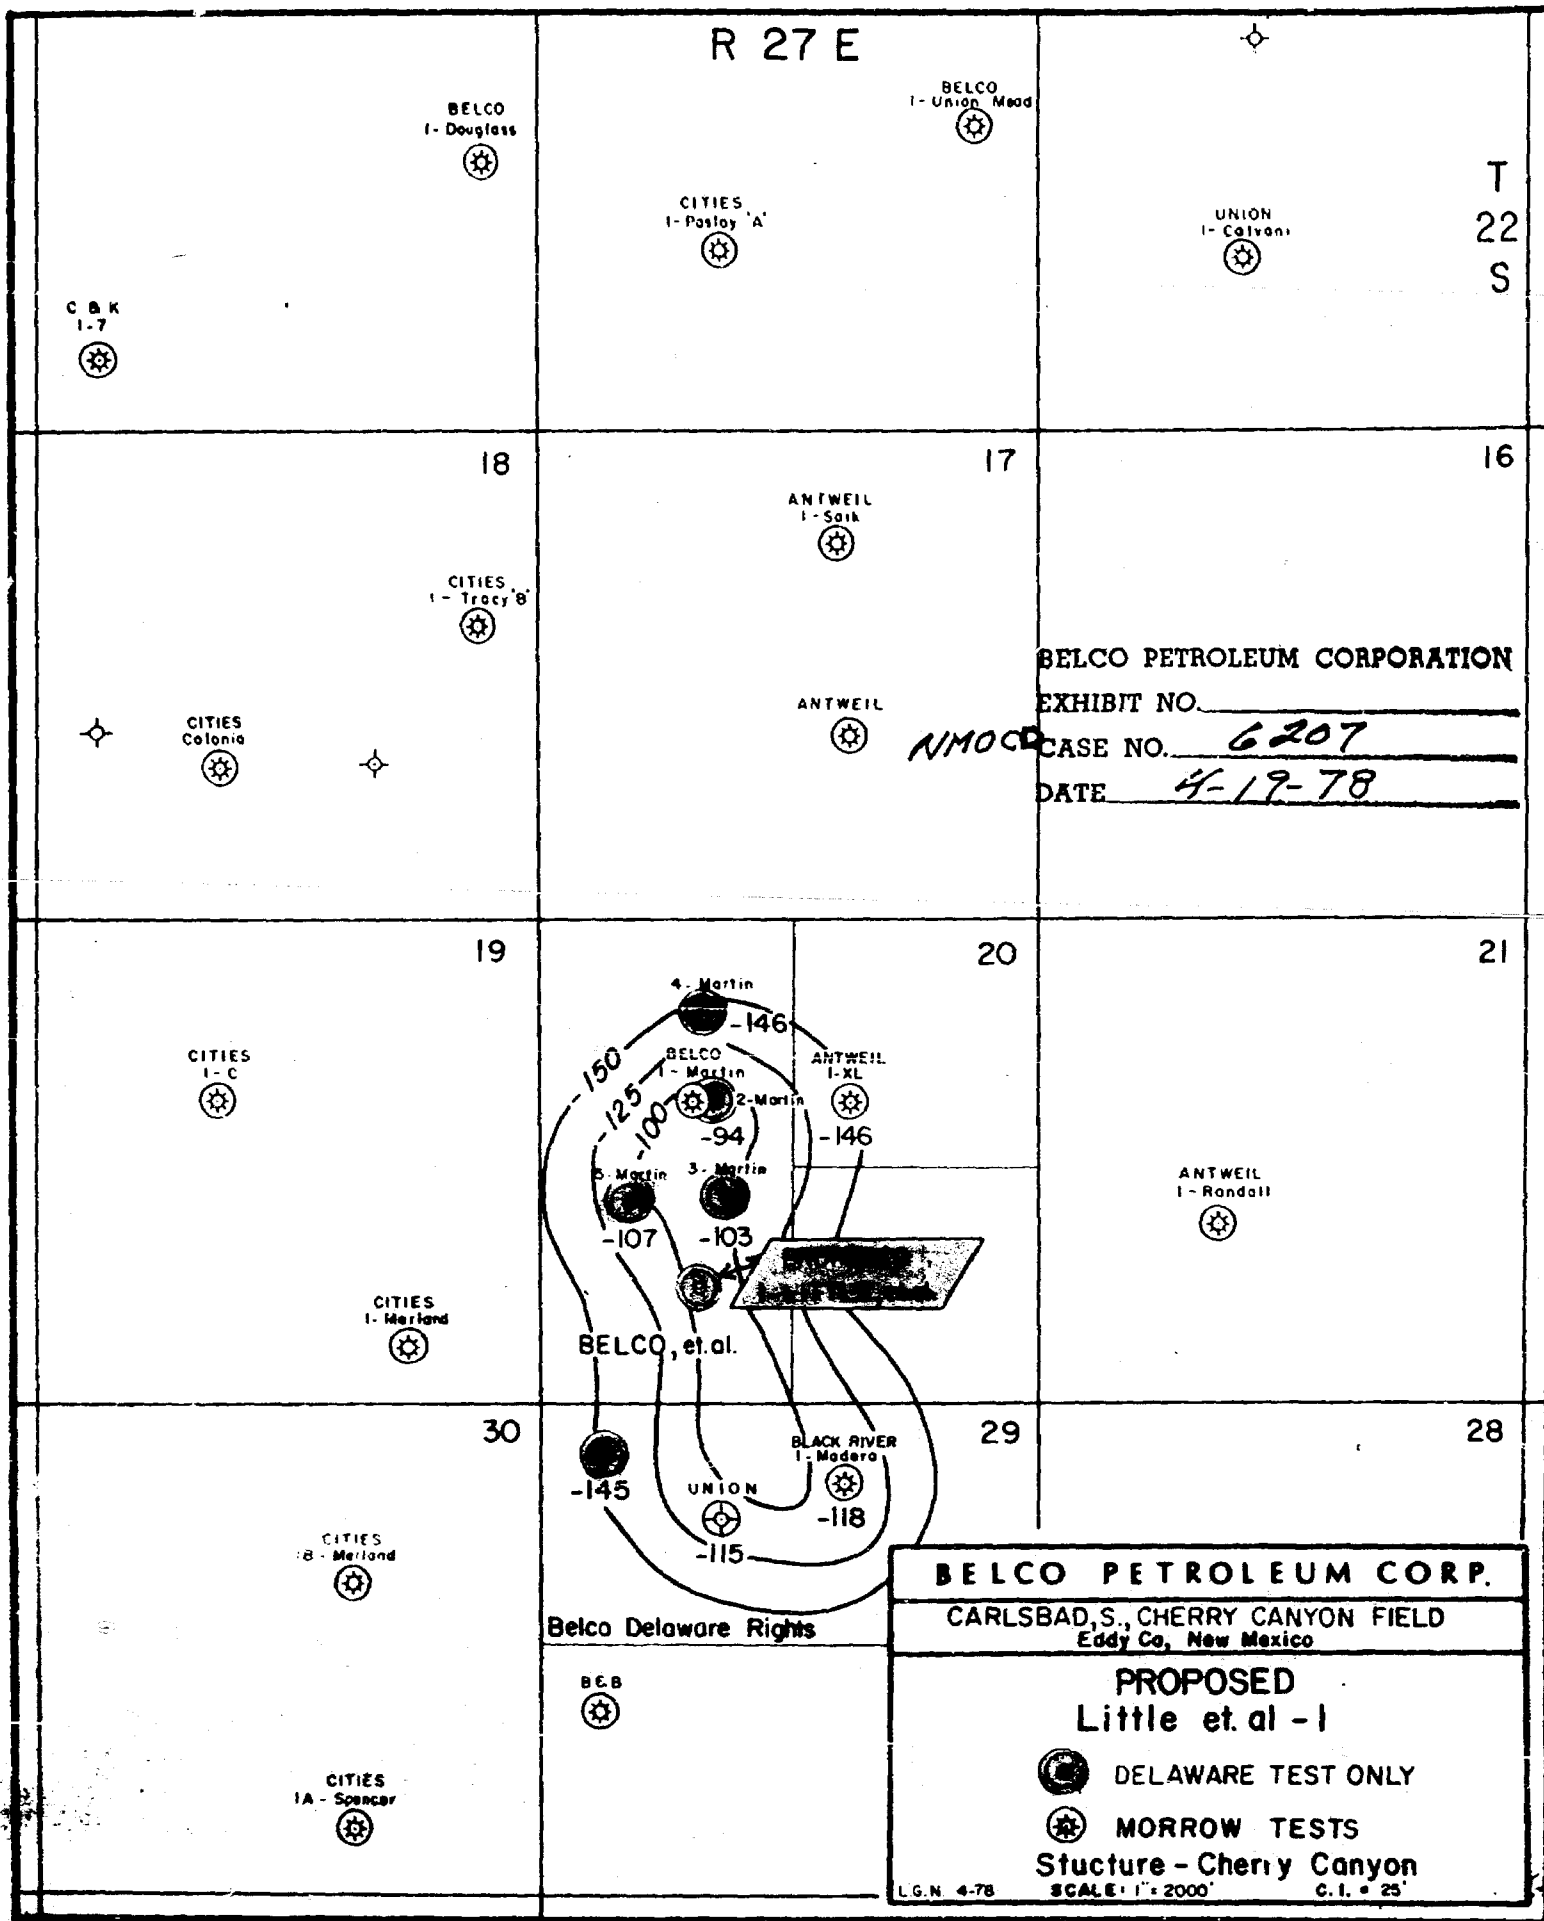 R 27 E
BELCO
1- Union Mead
BELCO
1- Douglass
T
22
S
CITIES
1- Pasloy 'A'
UNION
1- Calvani
C & K
1-7
18
17
16
ANTWEIL
1 - Saik
CITIES
1 - Tracy 'B'
BELCO PETROLEUM CORPORATION
EXHIBIT NO.
NMOCD CASE NO. 6207
DATE 4-19-78
ANTWEIL
CITIES
Colonia
19
20
21
4- Martin
-146
CITIES
1- C
-150
-125
-100
BELCO
1- Martin
2-Martin
-94
ANTWEIL
1-XL
-146
5- Martin
-107
3- Martin
-103
ANTWEIL
1 - Randall
CITIES
1- Merland
BELCO, et.al.
30
29
28
-145
UNION
-115
BLACK RIVER
1- Madera
-118
CITIES
1B - Merland
Belco Delaware Rights
B & B
CITIES
1A - Spencer
BELCO PETROLEUM CORP.
CARLSBAD, S., CHERRY CANYON FIELD
Eddy Co, New Mexico
PROPOSED
Little et. al - 1
DELAWARE TEST ONLY
MORROW TESTS
Stucture - Cherry Canyon
L.G.N. 4-78 SCALE: 1" = 2000' C. I. = 25'